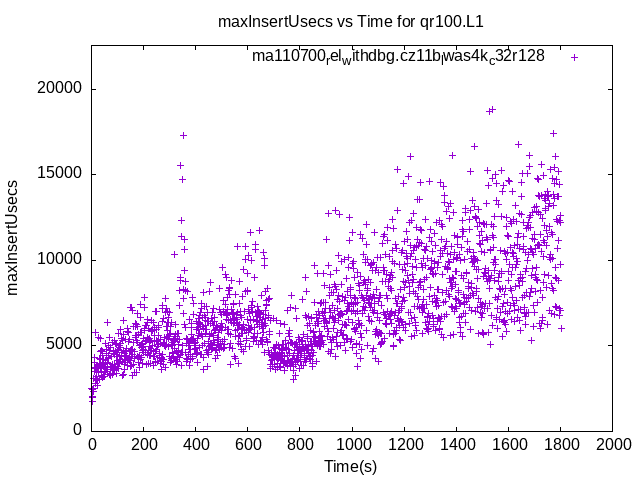 maxInsertUsecs vs Time for qr100.L1
ma110700_rel_withdbg.cz11b_lwas4k_c32r128
20000
15000
10000
5000
0
maxInsertUsecs
0 200 400 600 800 1000 1200 1400 1600 1800 2000
Time(s)